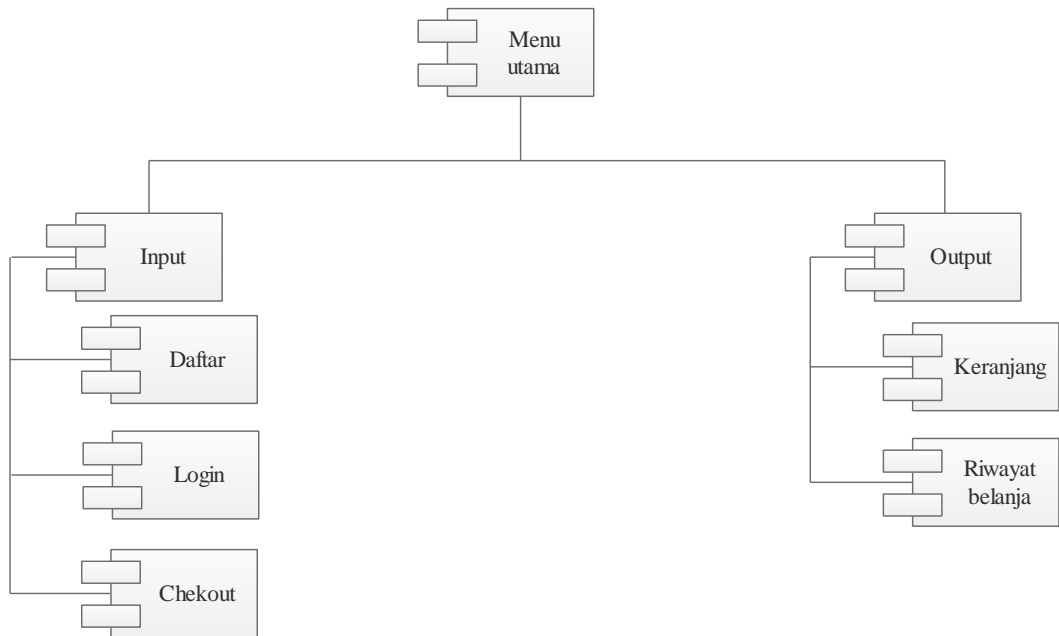 Menu
utama
Input
Daftar
Login
Chekout
Output
Keranjang
Riwayat
belanja